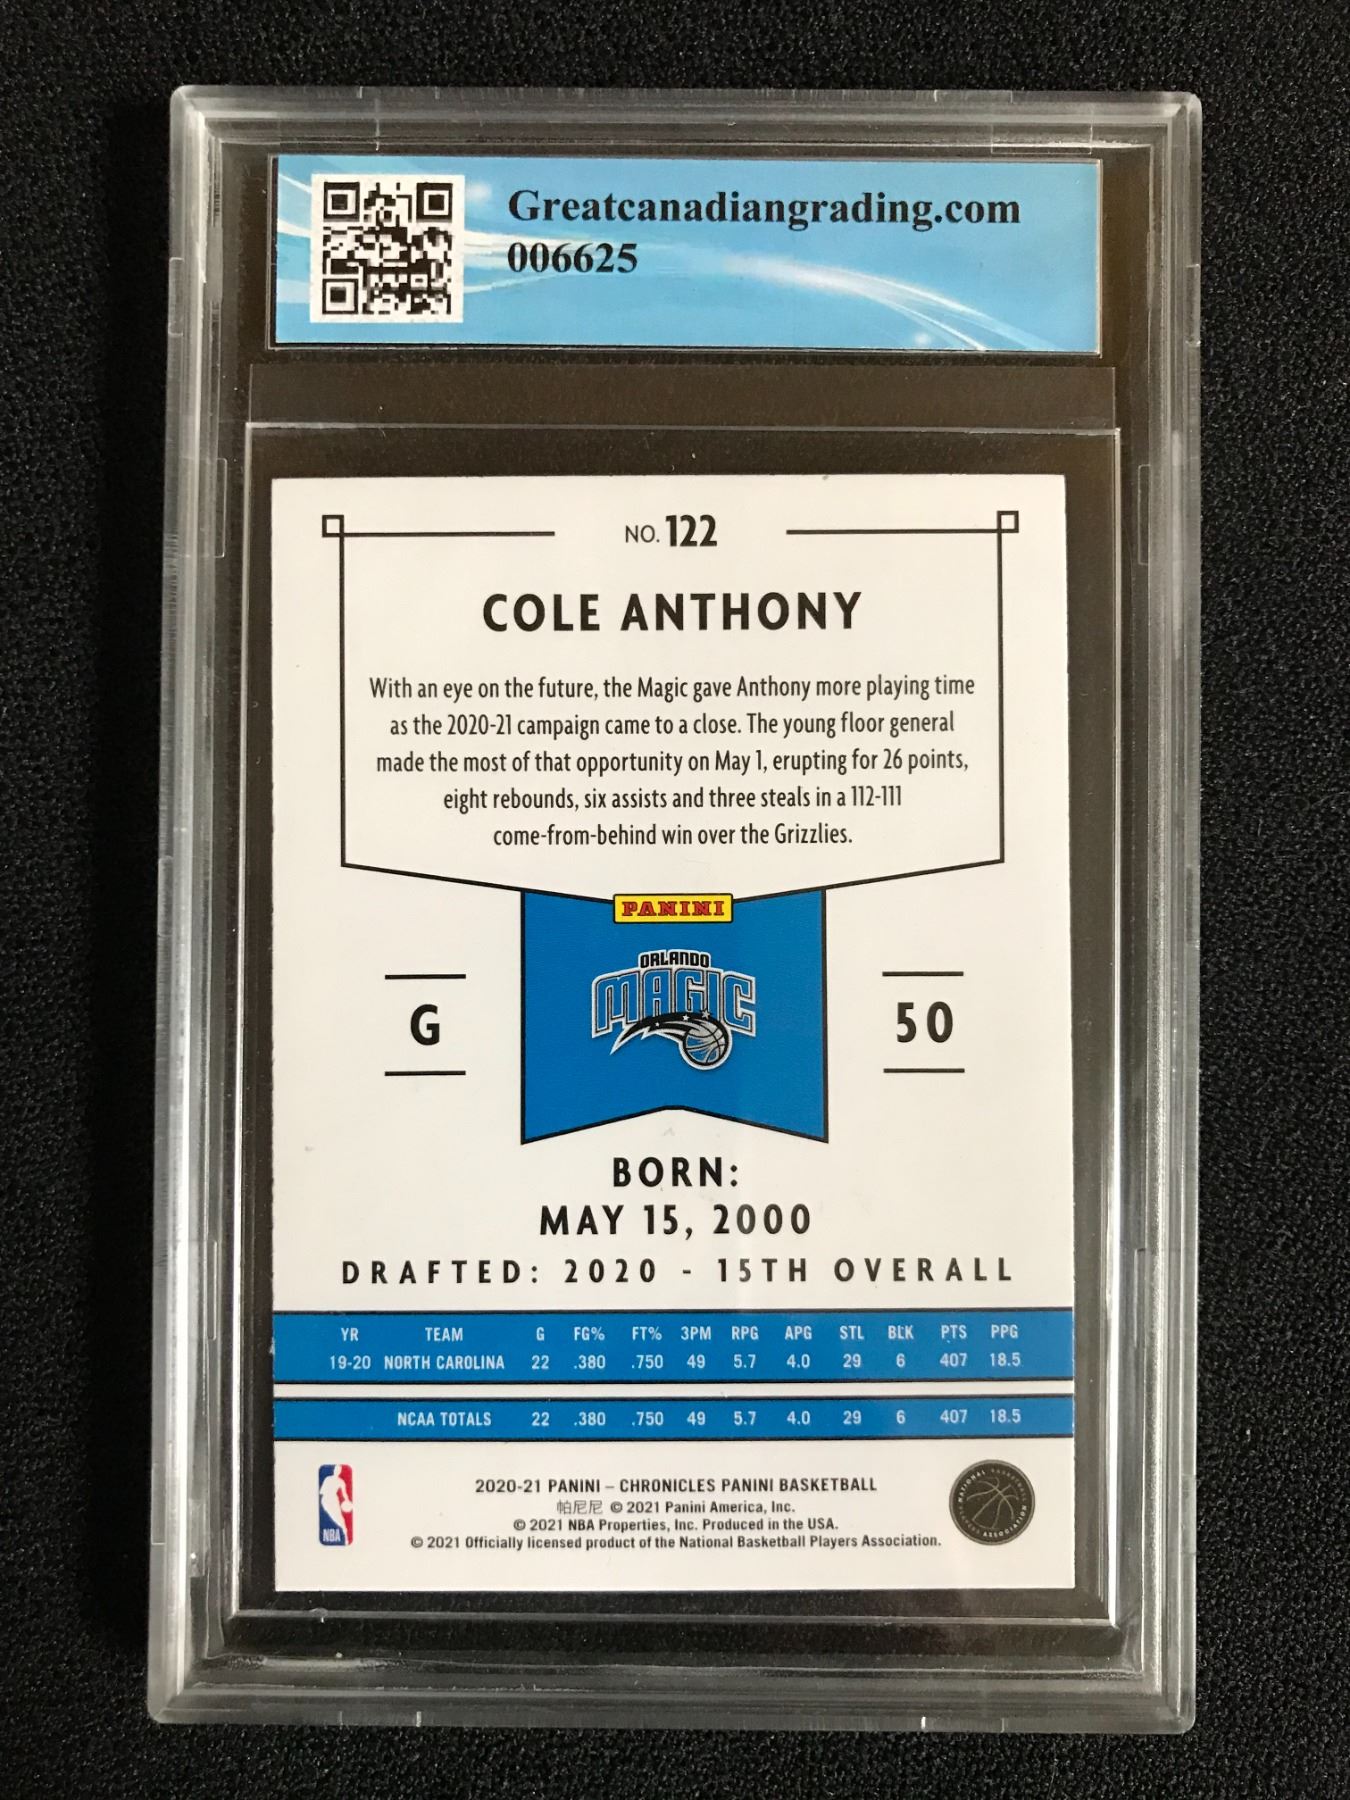 Greatcanadiangrading.com
006625
NO. 122
COLE ANTHONY
With an eye on the future, the Magic gave Anthony more playing time
as the 2020-21 campaign came to a close. The young floor general
made the most of that opportunity on May 1, erupting for 26 points,
eight rebounds, six assists and three steals in a 112-111
come-from-behind win over the Grizzlies.
PANINI
ORLANDO
MAGIC
G
50
BORN:
MAY 15, 2000
DRAFTED: 2020 - 15TH OVERALL
YR TEAM G FG% FT% 3PM RPG APG STL BLK PTS PPG
19-20 NORTH CAROLINA 22 .380 .750 49 5.7 4.0 29 6 407 18.5
NCAA TOTALS 22 .380 .750 49 5.7 4.0 29 6 407 18.5
2020-21 PANINI – CHRONICLES PANINI BASKETBALL
帕尼尼 © 2021 Panini America, Inc.
© 2021 NBA Properties, Inc. Produced in the USA.
© 2021 Officially licensed product of the National Basketball Players Association.
NBA
NATIONAL BASKETBALL PLAYERS ASSOCIATION